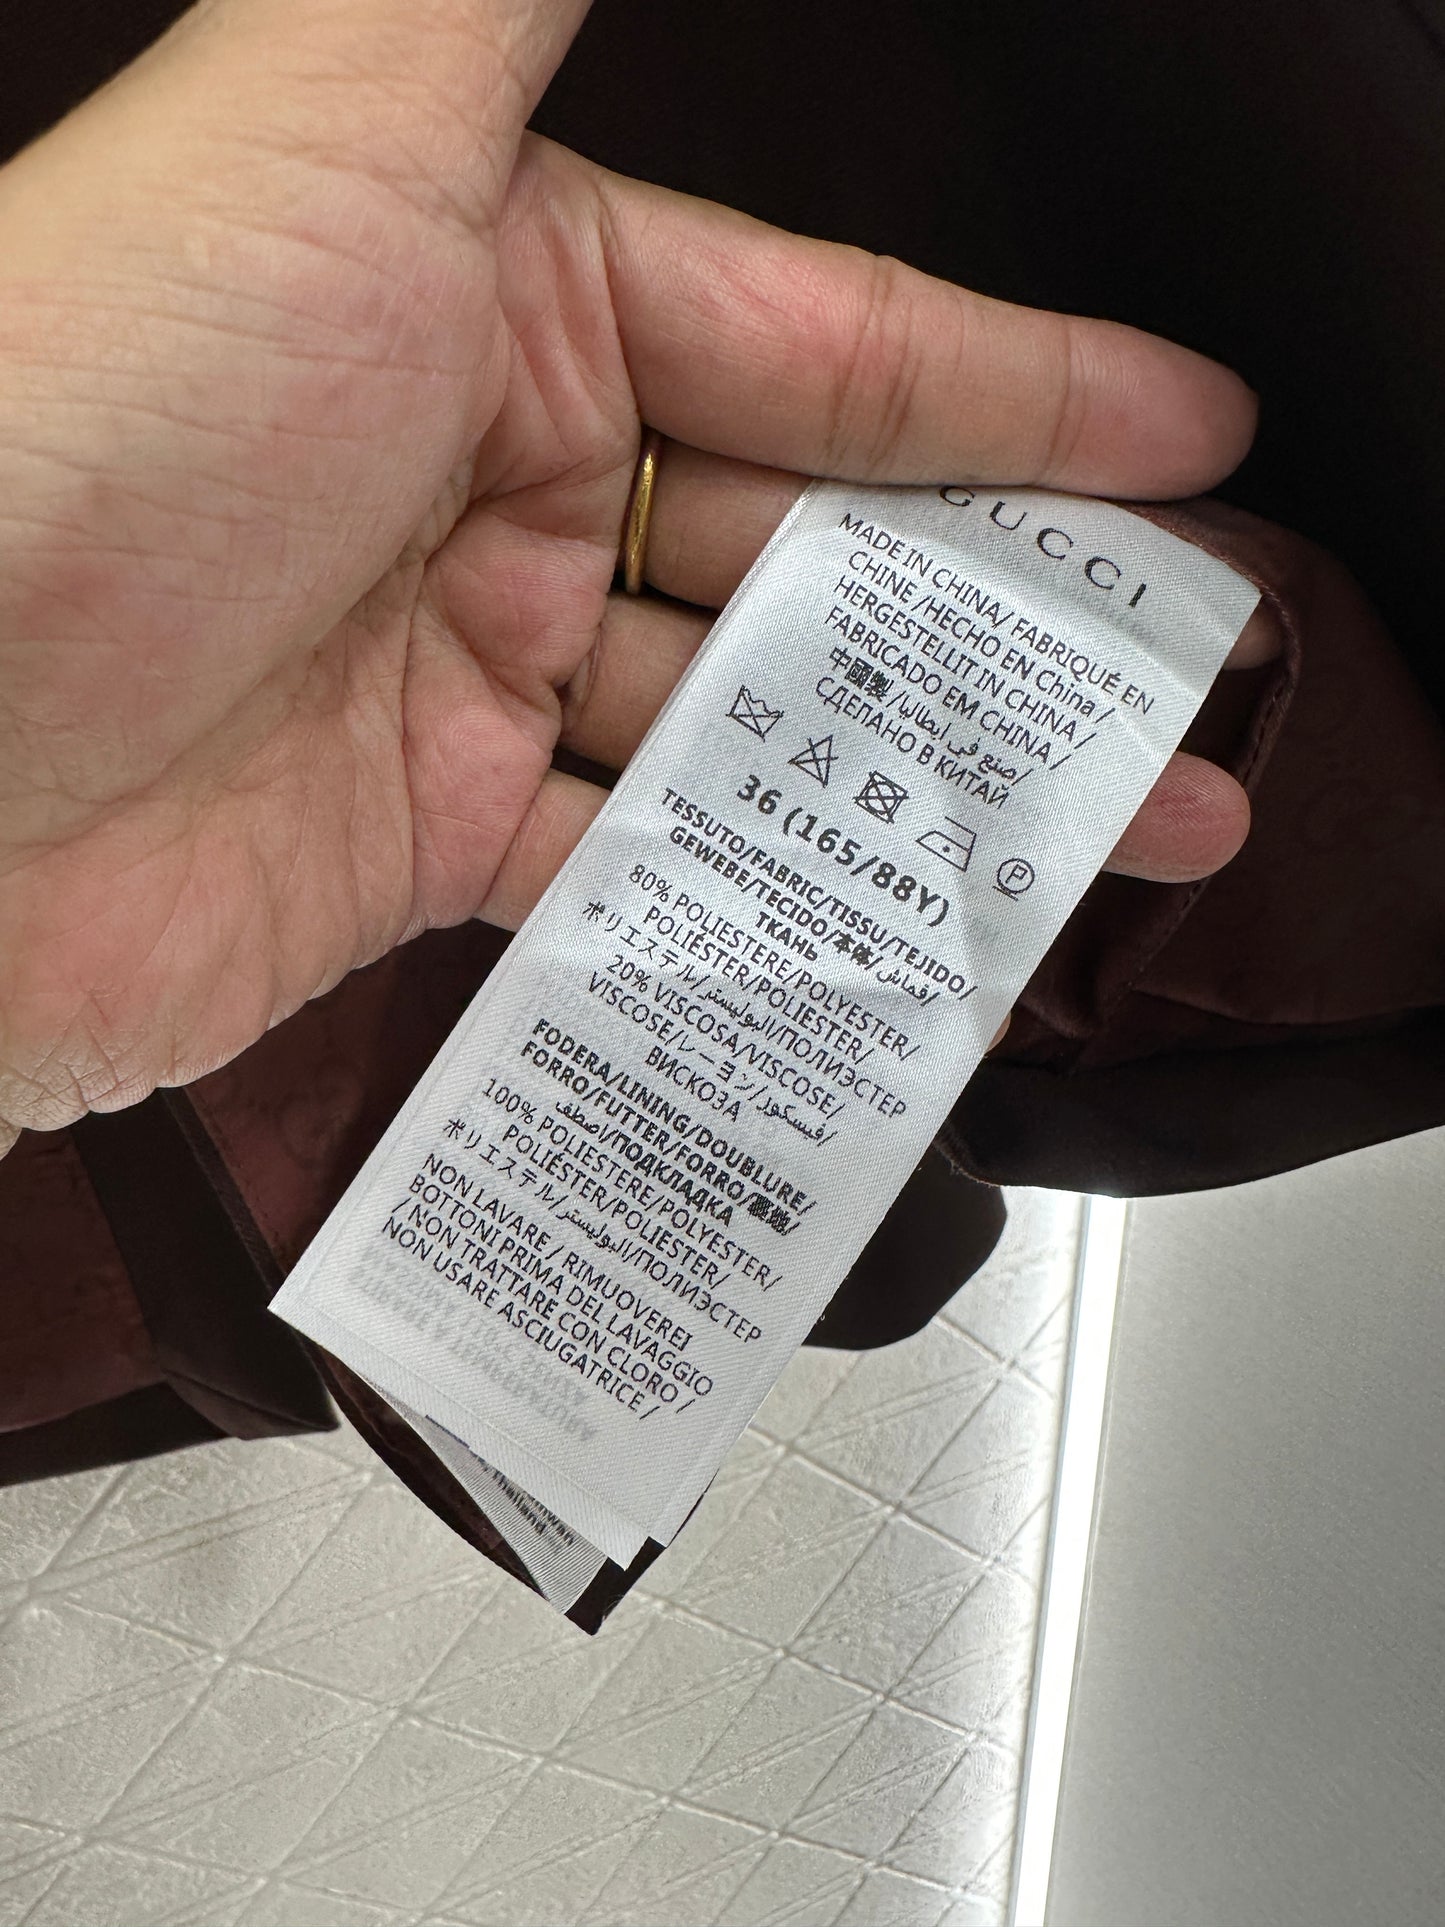 GUCCI
MADE IN CHINA/ FABRIQUÉ EN
CHINE /HECHO EN China /
HERGESTELLT IN CHINA /
FABRICADO EM CHINA /
中國製/صنع في ايطاليا/
СДЕЛАНО В КИТАЙ
P
36 (165/88Y)
TESSUTO/FABRIC/TISSU/TEJIDO/
GEWEBE/TECIDO/本体/قماش/
ТКАНЬ
80% POLIESTERE/POLYESTER/
POLIÉSTER/POLIESTER/
ポリエステル/البوليستر/ПОЛИЭСТЕР
20% VISCOSA/VISCOSE/
VISCOSE/レーヨン/فيسكوز/
ВИСКОЗА
FODERA/LINING/DOUBLURE/
FORRO/FUTTER/FORRO/裏地/
اصطف/ПОДКЛАДКА
100% POLIESTERE/POLYESTER/
POLIÉSTER/POLIESTER/
ポリエステル/البوليستر/ПОЛИЭСТЕР
NON LAVARE / RIMUOVEREI
BOTTONI PRIMA DEL LAVAGGIO
/ NON TRATTARE CON CLORO /
NON USARE ASCIUGATRICE /
Thailand